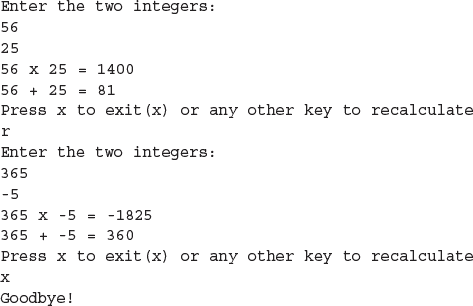 Enter the two integers:
56
25
56 x 25 = 1400
56 + 25 = 81
Press x to exit(x) or any other key to recalculate
r
Enter the two integers:
365
-5
365 x -5 = -1825
365 + -5 = 360
Press x to exit(x) or any other key to recalculate
x
Goodbye!